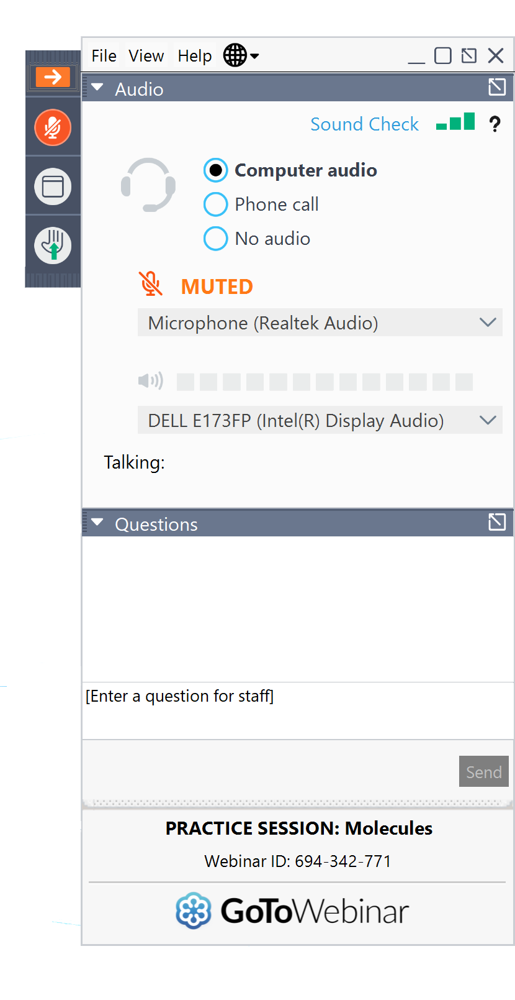 File View Help
Audio
Sound Check ?
Computer audio
Phone call
No audio
MUTED
Microphone (Realtek Audio)
DELL E173FP (Intel(R) Display Audio)
Talking:
Questions
[Enter a question for staff]
Send
PRACTICE SESSION: Molecules
Webinar ID: 694-342-771
GoToWebinar